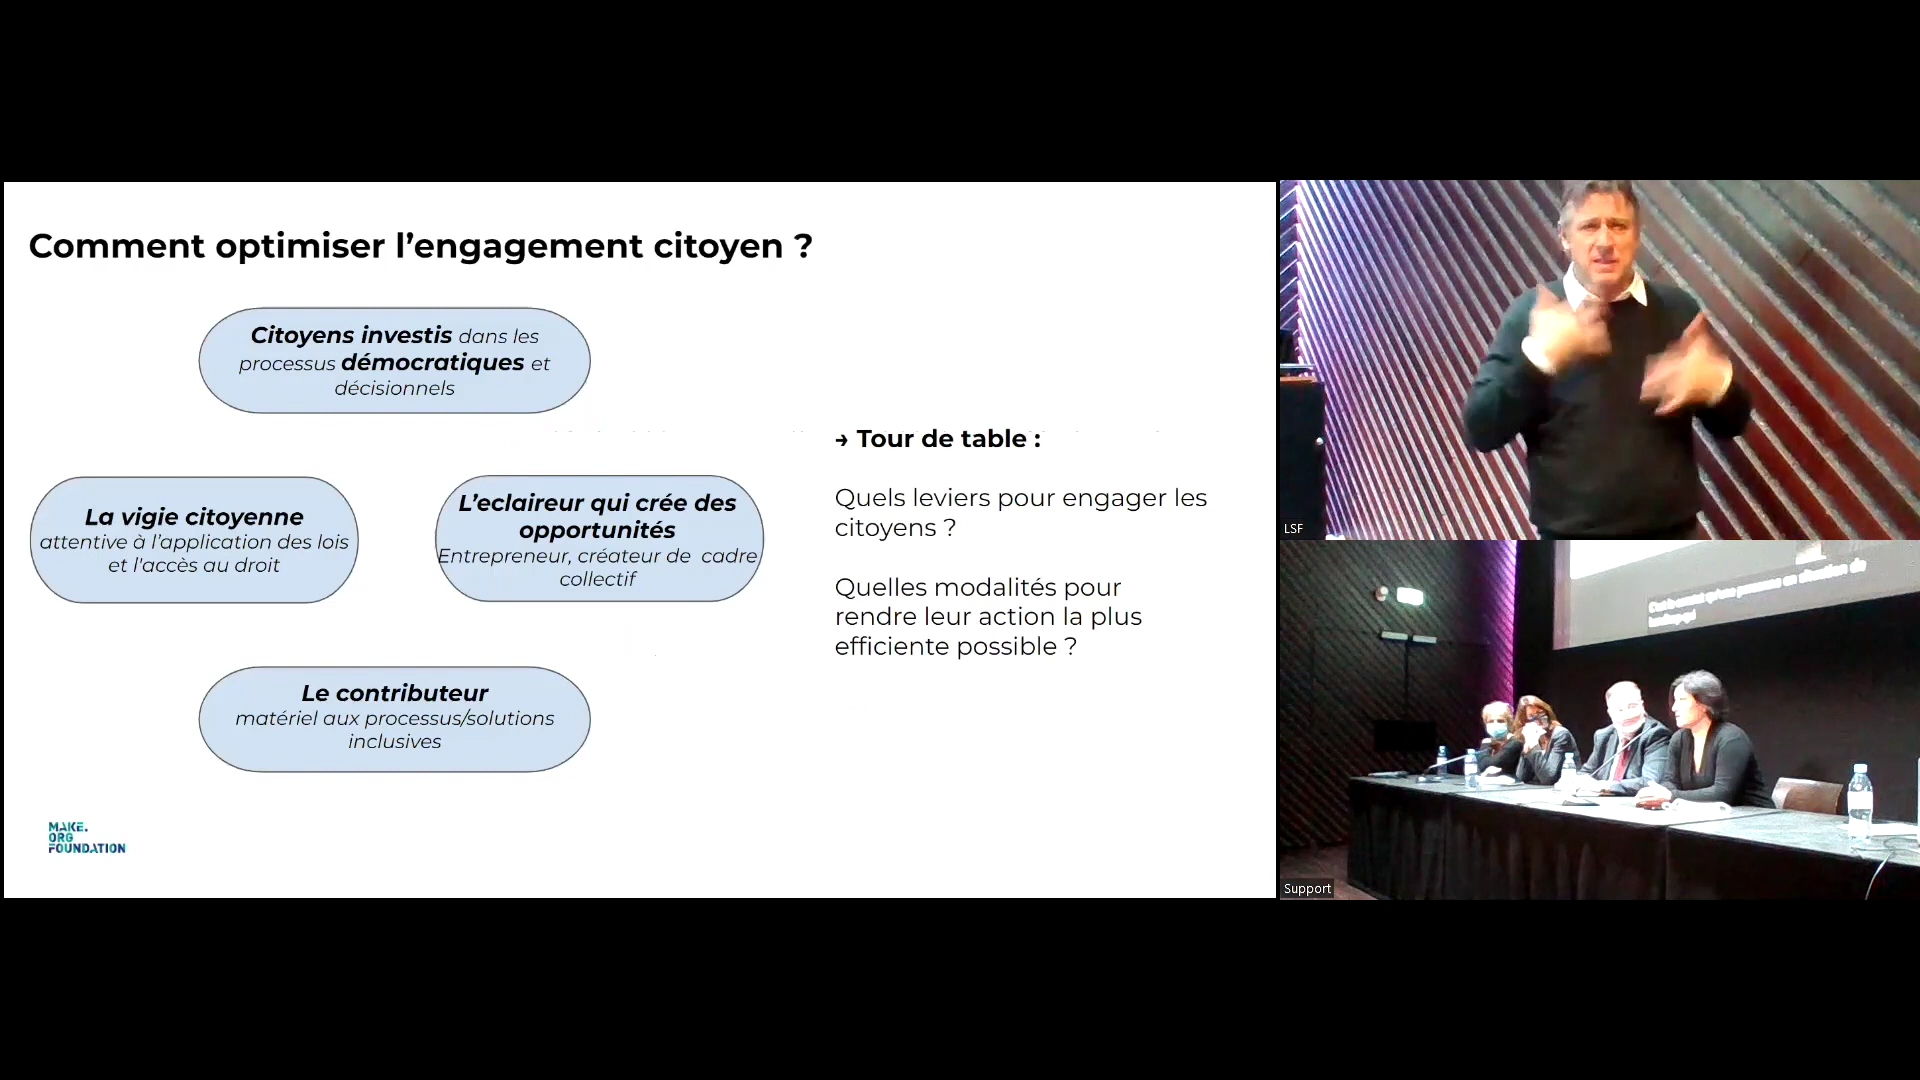 Comment optimiser l’engagement citoyen ?
Citoyens investis dans les
processus démocratiques et
décisionnels
La vigie citoyenne
attentive à l’application des lois
et l'accès au droit
L’eclaireur qui crée des
opportunités
Entrepreneur, créateur de cadre
collectif
Le contributeur
matériel aux processus/solutions
inclusives
→ Tour de table :
Quels leviers pour engager les
citoyens ?
Quelles modalités pour
rendre leur action la plus
efficiente possible ?
MAKE.
ORG
FOUNDATION
LSF
Support